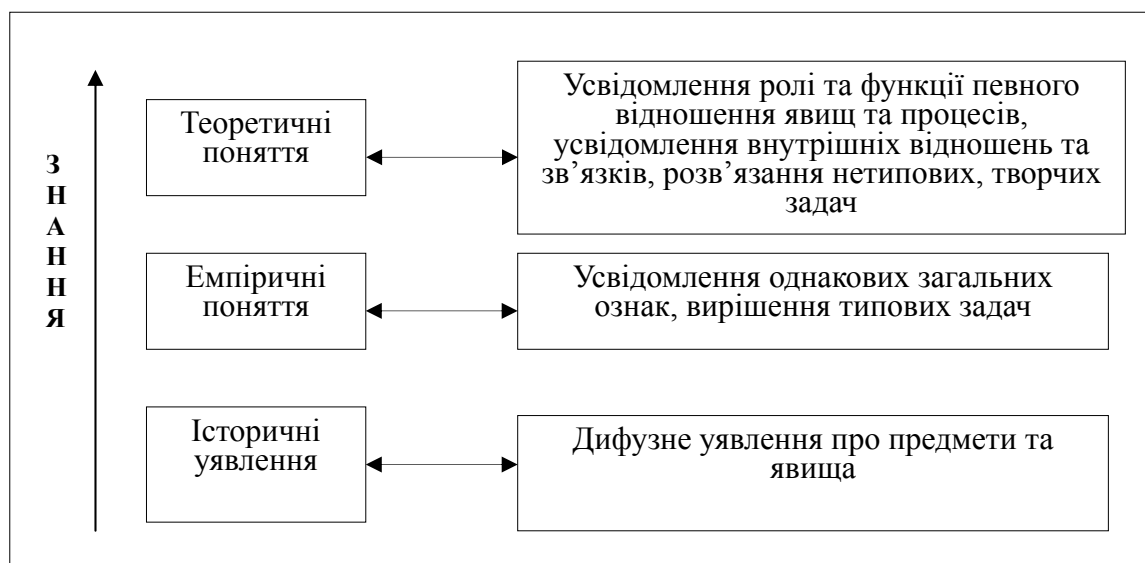 З
Н
А
Н
Н
Я
Теоретичні
поняття
Усвідомлення ролі та функції певного
відношення явищ та процесів,
усвідомлення внутрішніх відношень та
зв’язків, розв’язання нетипових, творчих
задач
Емпіричні
поняття
Усвідомлення однакових загальних
ознак, вирішення типових задач
Історичні
уявлення
Дифузне уявлення про предмети та
явища